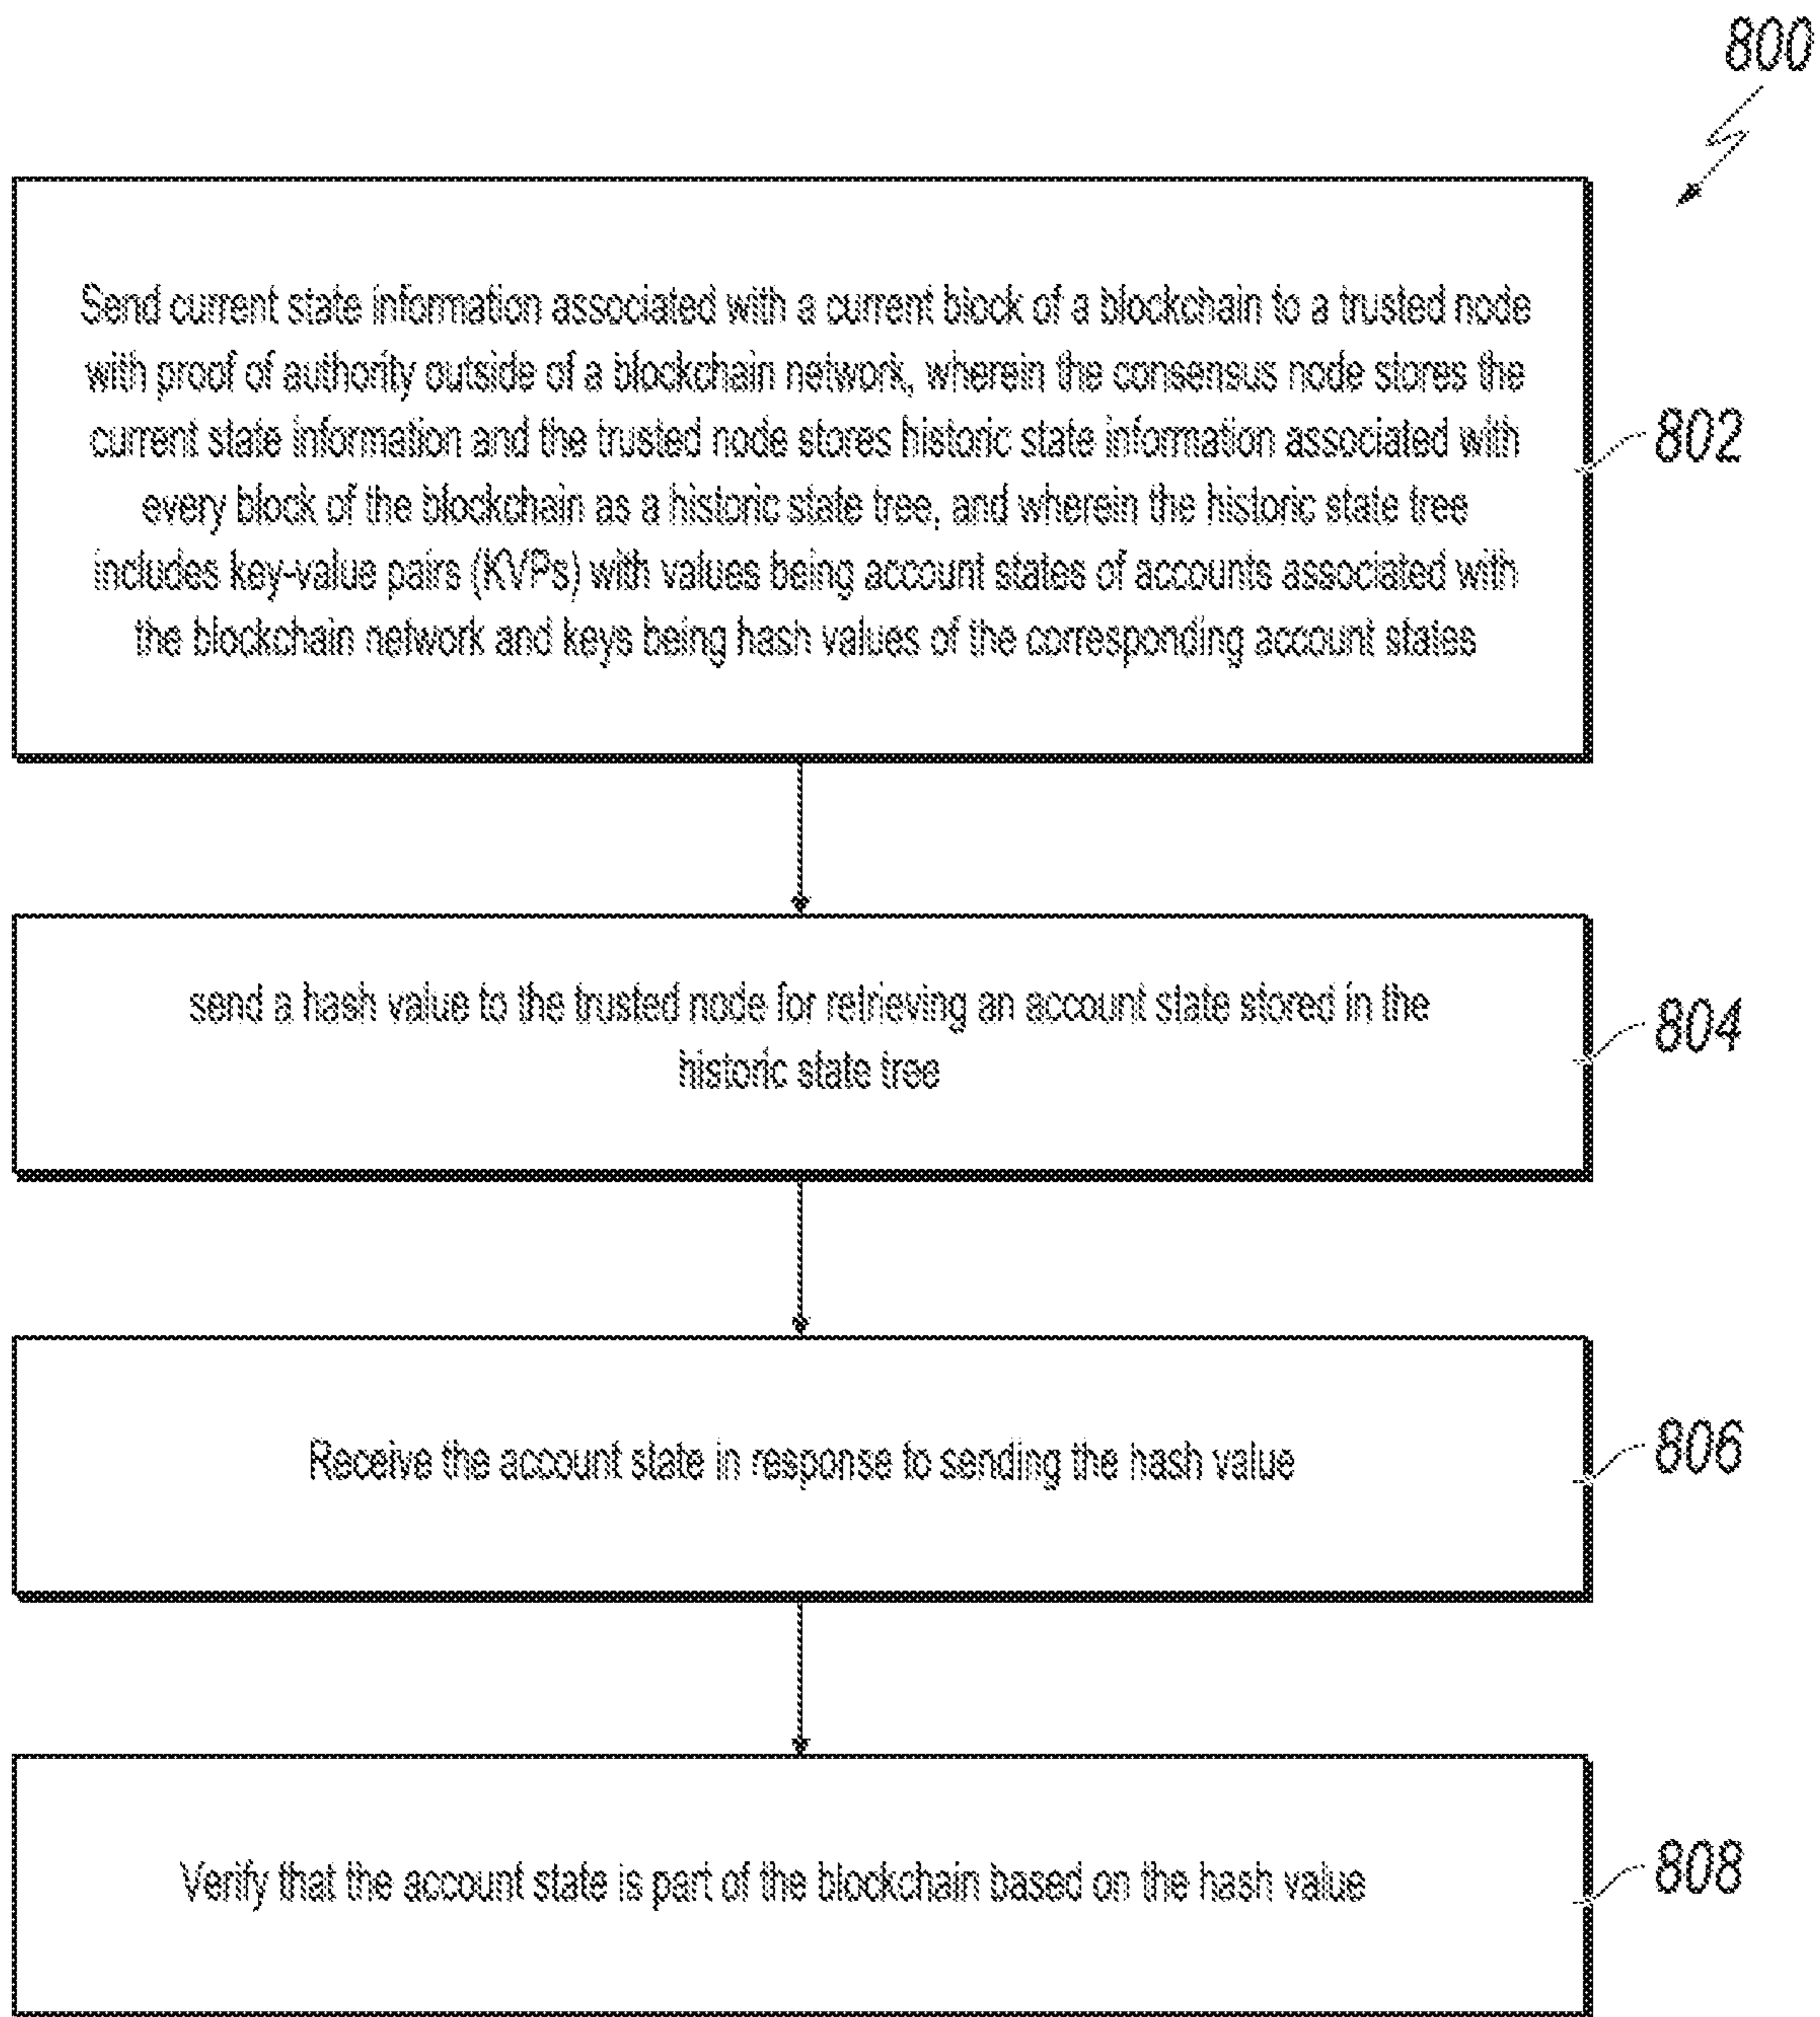 800
Send current state information associated with a current block of a blockchain to a trusted node
with proof of authority outside of a blockchain network, wherein the consensus node stores the
current state information and the trusted node stores historic state information associated with
every block of the blockchain as a historic state tree, and wherein the historic state tree
includes key-value pairs (KVPs) with values being account states of accounts associated with
the blockchain network and keys being hash values of the corresponding account states
802
send a hash value to the trusted node for retrieving an account state stored in the
historic state tree
804
Receive the account state in response to sending the hash value
806
Verify that the account state is part of the blockchain based on the hash value
808